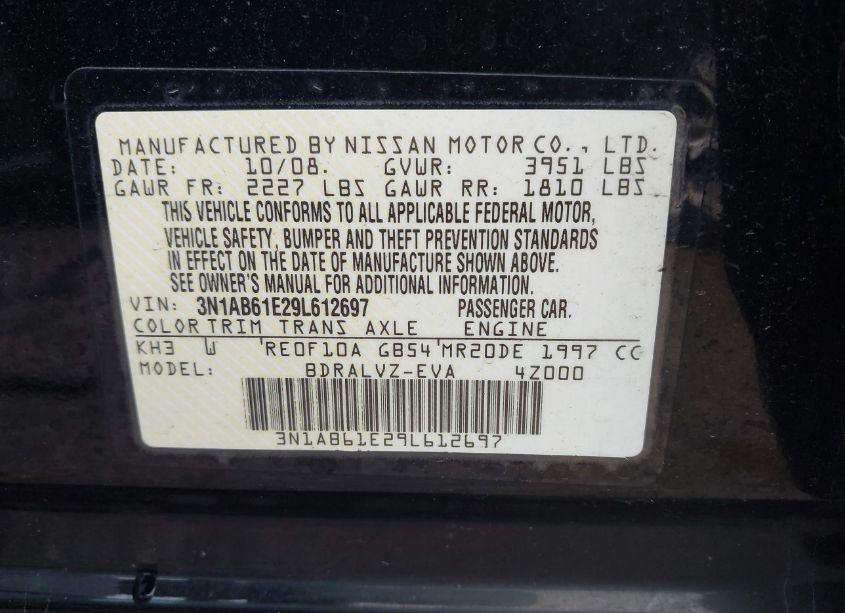 MANUFACTURED BY NISSAN MOTOR CO., LTD.
DATE: 10/08. GVWR: 3951 LBS
GAWR FR: 2227 LBS GAWR RR: 1810 LBS
THIS VEHICLE CONFORMS TO ALL APPLICABLE FEDERAL MOTOR,
VEHICLE SAFETY, BUMPER AND THEFT PREVENTION STANDARDS
IN EFFECT ON THE DATE OF MANUFACTURE SHOWN ABOVE.
SEE OWNER'S MANUAL FOR ADDITIONAL INFORMATION.
VIN: 3N1AB61E29L612697 PASSENGER CAR.
COLOR TRIM TRANS AXLE ENGINE
KH3 W RE0F10A GB54 MR20DE 1997 CC
MODEL: BDRALVZ-EVA 4Z000
3N1AB61E29L612697